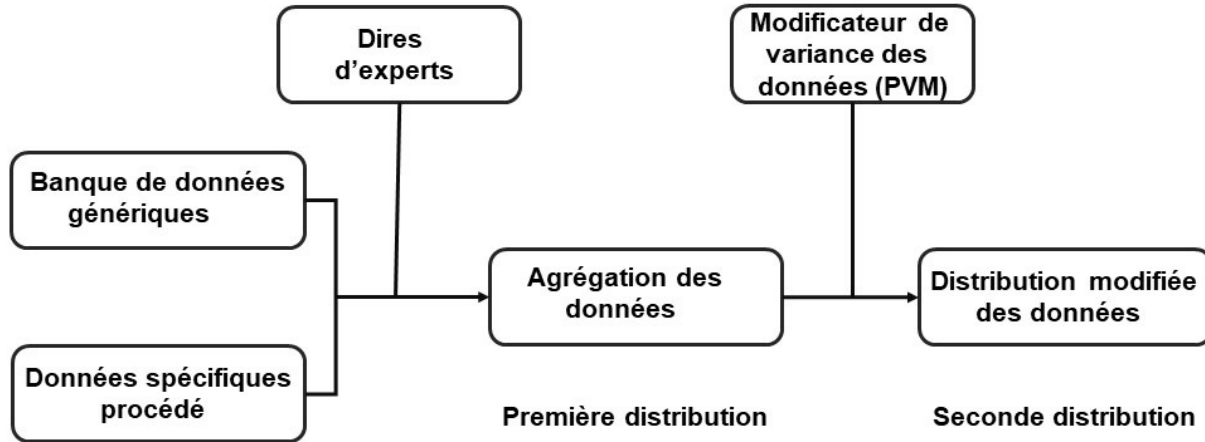 Dires
d'experts
Modificateur de
variance des
données (PVM)
Banque de données
génériques
Agrégation des
données
Distribution modifiée
des données
Données spécifiques
procédé
Première distribution
Seconde distribution